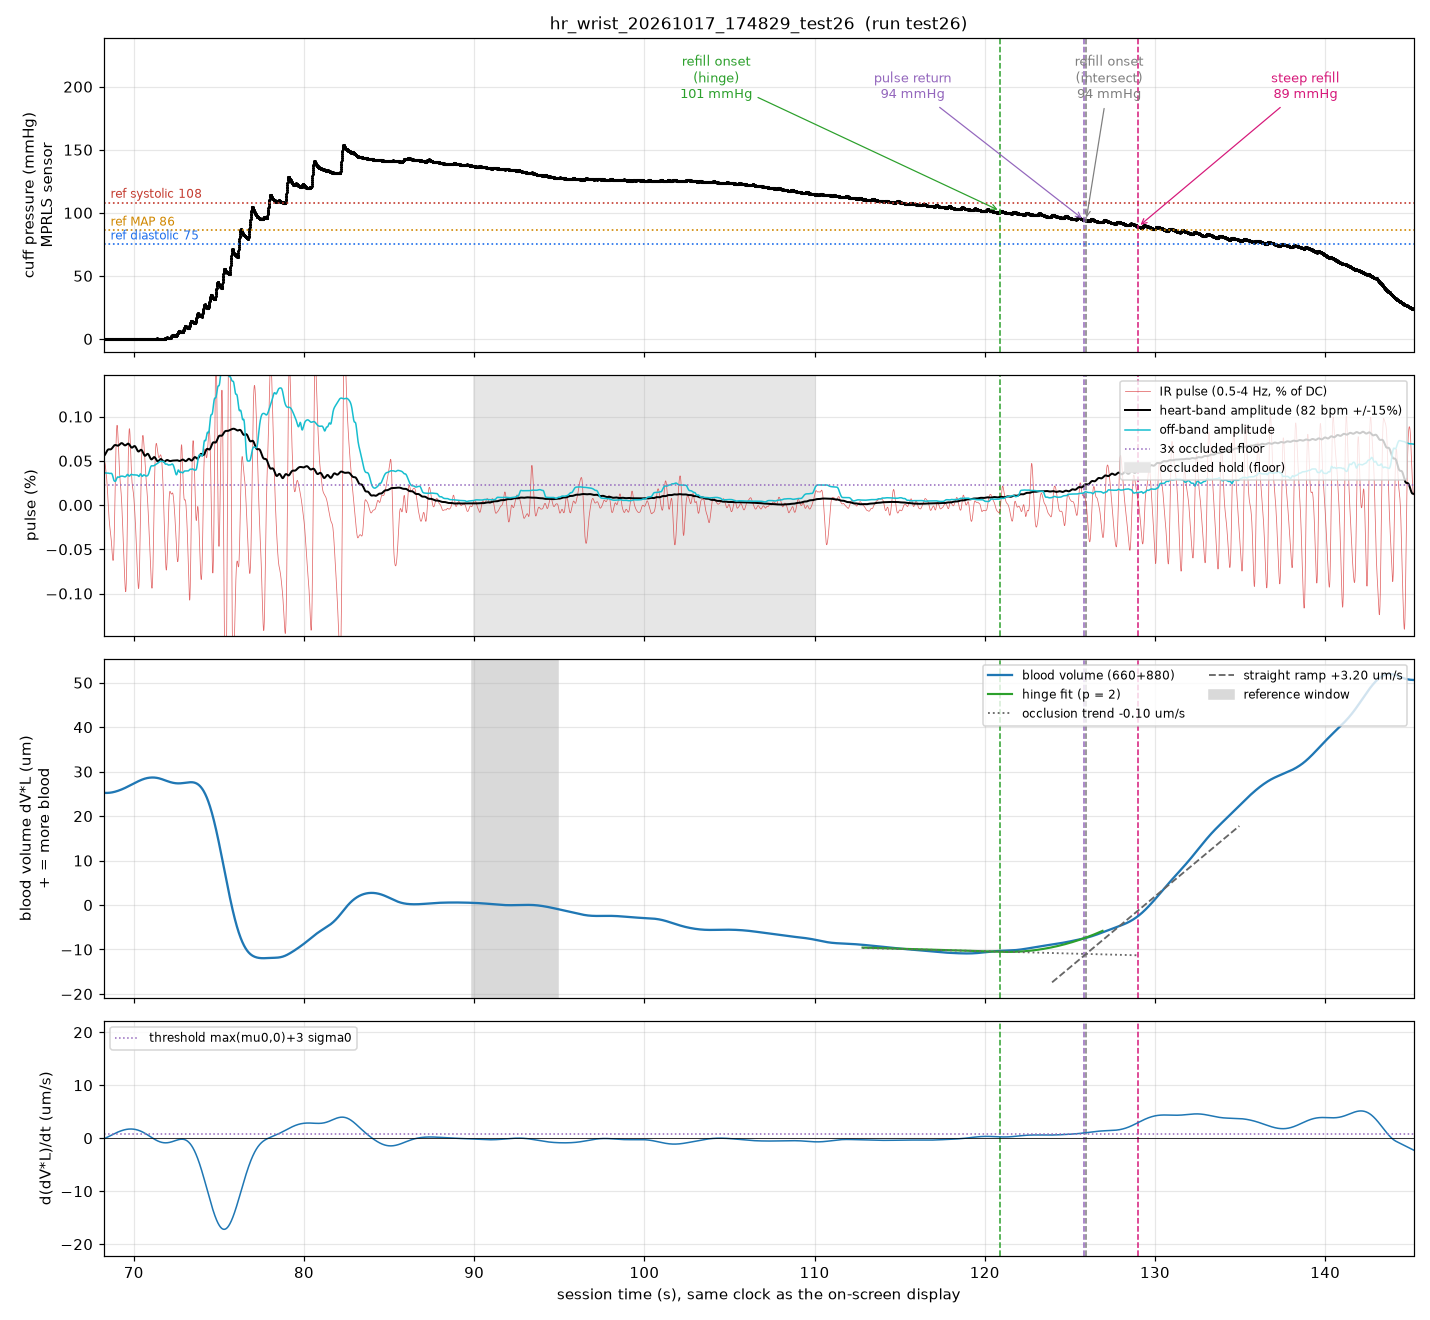 hr_wrist_20261017_174829_test26  (run test26)
refill onset
(hinge)
101 mmHg
pulse return
94 mmHg
refill onset
(intersect)
94 mmHg
steep refill
89 mmHg
cuff pressure (mmHg)
MPRLS sensor
200
150
100
50
0
ref systolic 108
ref MAP 86
ref diastolic 75
pulse (%)
0.10
0.05
0.00
−0.05
−0.10
IR pulse (0.5-4 Hz, % of DC)
heart-band amplitude (82 bpm +/-15%)
off-band amplitude
3x occluded floor
occluded hold (floor)
blood volume dV*L (um)
+ = more blood
50
40
30
20
10
0
−10
−20
blood volume (660+880)
hinge fit (p = 2)
occlusion trend -0.10 um/s
straight ramp +3.20 um/s
reference window
d(dV*L)/dt (um/s)
20
10
0
−10
−20
threshold max(mu0,0)+3 sigma0
70 80 90 100 110 120 130 140
session time (s), same clock as the on-screen display